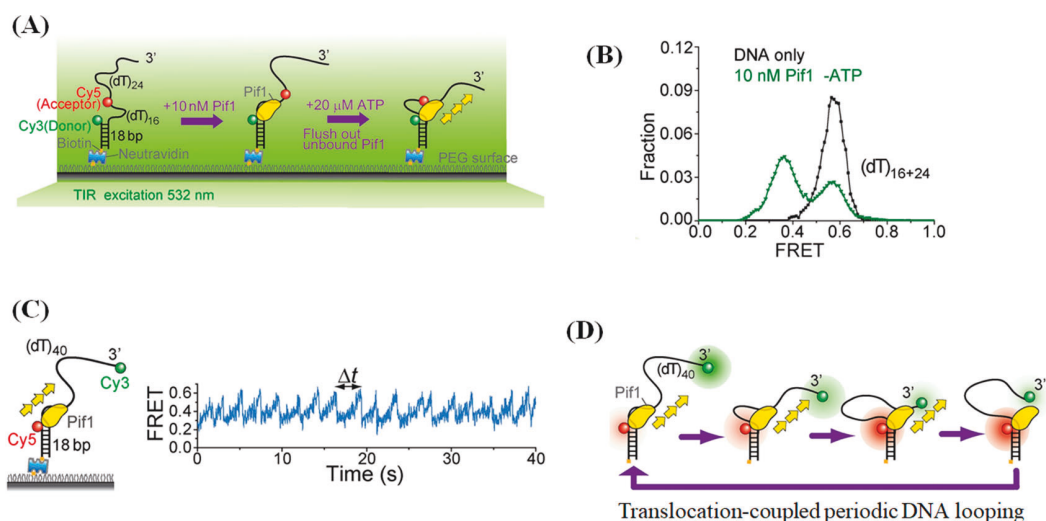 (A)
3'
(dT)24
Cy5
(Acceptor)
(dT)16
Cy3(Donor)
18 bp
Biotin
Neutravidin
+10 nM Pif1
Pif1
3'
+20 μM ATP
Flush out
unbound Pif1
3'
PEG surface
TIR excitation 532 nm
(B)
0.12
0.09
0.06
0.03
0.00
Fraction
DNA only
10 nM Pif1 -ATP
(dT)16+24
0.0 0.2 0.4 0.6 0.8 1.0
FRET
(C)
(dT)40
3'
Cy3
Pif1
Cy5
18 bp
FRET
0.6
0.4
0.2
0.0
Δt
0 10 20 30 40
Time (s)
(D)
3'
(dT)40
Pif1
3'
3'
3'
Translocation-coupled periodic DNA looping